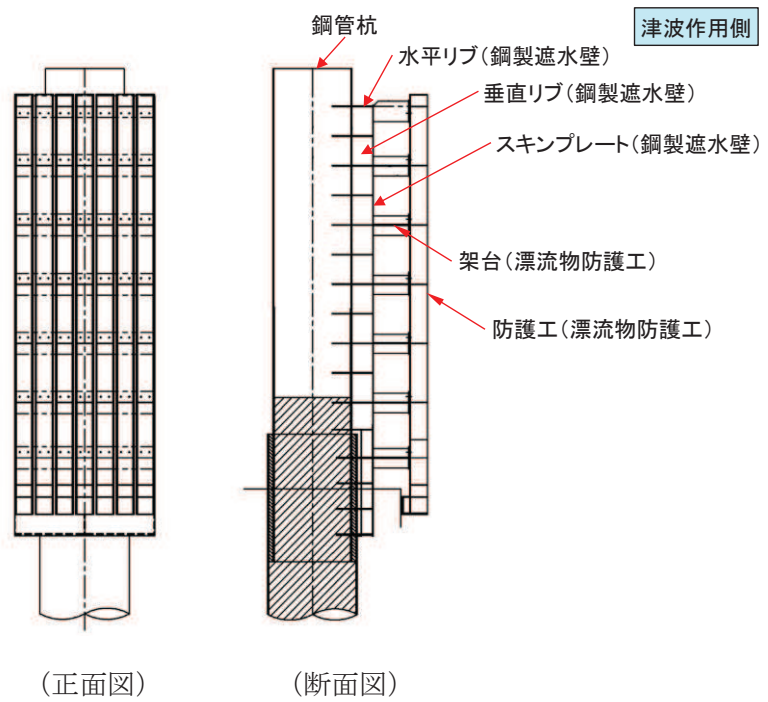 津波作用側
鋼管杭
水平リブ(鋼製遮水壁)
垂直リブ(鋼製遮水壁)
スキンプレート(鋼製遮水壁)
架台(漂流物防護工)
防護工(漂流物防護工)
(正面図)
(断面図)